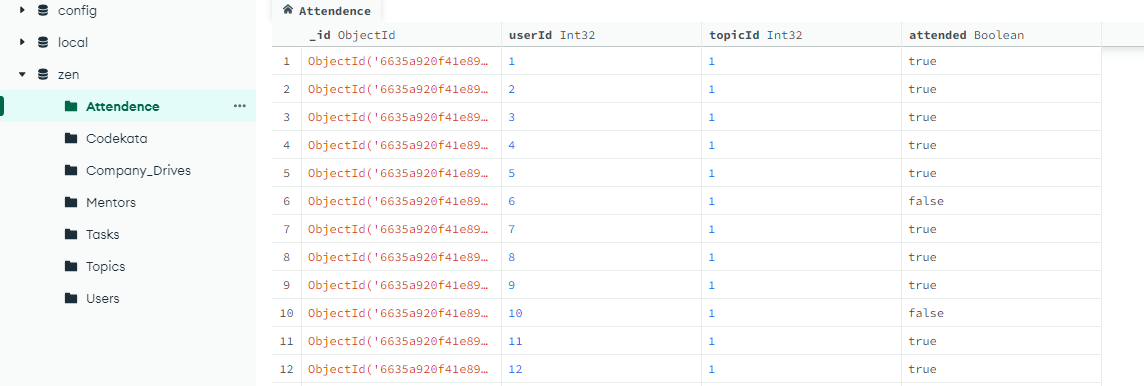 config
local
zen
Attendence
Codekata
Company_Drives
Mentors
Tasks
Topics
Users
Attendence
_id ObjectId userId Int32 topicId Int32 attended Boolean
1 ObjectId('6635a920f41e89… 1 1 true
2 ObjectId('6635a920f41e89… 2 1 true
3 ObjectId('6635a920f41e89… 3 1 true
4 ObjectId('6635a920f41e89… 4 1 true
5 ObjectId('6635a920f41e89… 5 1 true
6 ObjectId('6635a920f41e89… 6 1 false
7 ObjectId('6635a920f41e89… 7 1 true
8 ObjectId('6635a920f41e89… 8 1 true
9 ObjectId('6635a920f41e89… 9 1 true
10 ObjectId('6635a920f41e89… 10 1 false
11 ObjectId('6635a920f41e89… 11 1 true
12 ObjectId('6635a920f41e89… 12 1 true